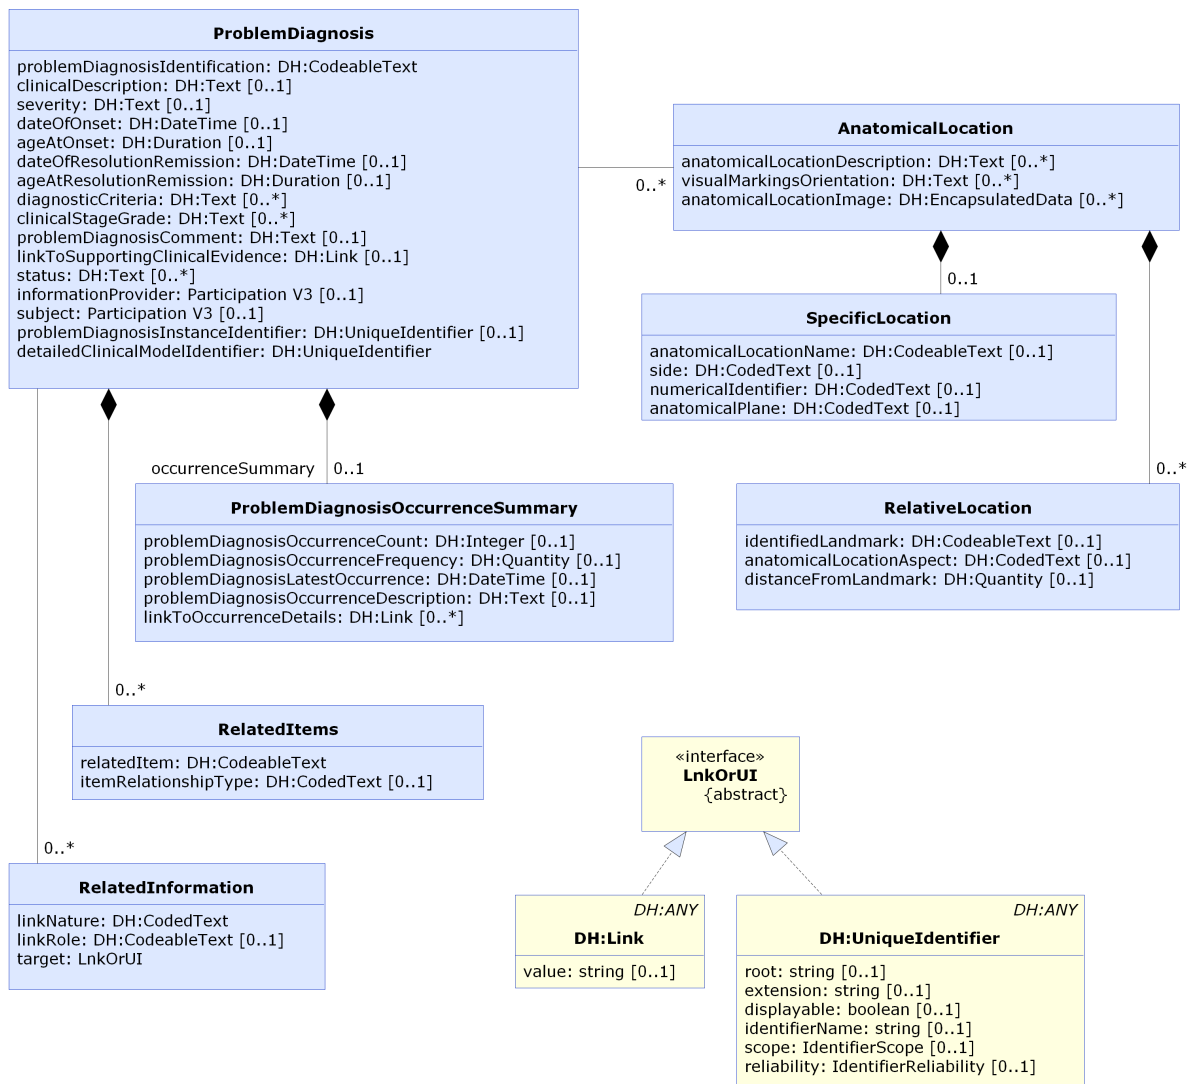 ProblemDiagnosis
problemDiagnosisIdentification: DH:CodeableText
clinicalDescription: DH:Text [0..1]
severity: DH:Text [0..1]
dateOfOnset: DH:DateTime [0..1]
ageAtOnset: DH:Duration [0..1]
dateOfResolutionRemission: DH:DateTime [0..1]
ageAtResolutionRemission: DH:Duration [0..1]
diagnosticCriteria: DH:Text [0..*]
clinicalStageGrade: DH:Text [0..*]
problemDiagnosisComment: DH:Text [0..1]
linkToSupportingClinicalEvidence: DH:Link [0..1]
status: DH:Text [0..*]
informationProvider: Participation V3 [0..1]
subject: Participation V3 [0..1]
problemDiagnosisInstanceIdentifier: DH:UniqueIdentifier [0..1]
detailedClinicalModelIdentifier: DH:UniqueIdentifier
0..*
AnatomicalLocation
anatomicalLocationDescription: DH:Text [0..*]
visualMarkingsOrientation: DH:Text [0..*]
anatomicalLocationImage: DH:EncapsulatedData [0..*]
0..1
SpecificLocation
anatomicalLocationName: DH:CodeableText [0..1]
side: DH:CodedText [0..1]
numericalIdentifier: DH:CodedText [0..1]
anatomicalPlane: DH:CodedText [0..1]
0..*
RelativeLocation
identifiedLandmark: DH:CodeableText [0..1]
anatomicalLocationAspect: DH:CodedText [0..1]
distanceFromLandmark: DH:Quantity [0..1]
occurrenceSummary 0..1
ProblemDiagnosisOccurrenceSummary
problemDiagnosisOccurrenceCount: DH:Integer [0..1]
problemDiagnosisOccurrenceFrequency: DH:Quantity [0..1]
problemDiagnosisLatestOccurrence: DH:DateTime [0..1]
problemDiagnosisOccurrenceDescription: DH:Text [0..1]
linkToOccurrenceDetails: DH:Link [0..*]
0..*
RelatedItems
relatedItem: DH:CodeableText
itemRelationshipType: DH:CodedText [0..1]
0..*
RelatedInformation
linkNature: DH:CodedText
linkRole: DH:CodeableText [0..1]
target: LnkOrUI
«interface»
LnkOrUI
{abstract}
DH:ANY
DH:Link
value: string [0..1]
DH:ANY
DH:UniqueIdentifier
root: string [0..1]
extension: string [0..1]
displayable: boolean [0..1]
identifierName: string [0..1]
scope: IdentifierScope [0..1]
reliability: IdentifierReliability [0..1]